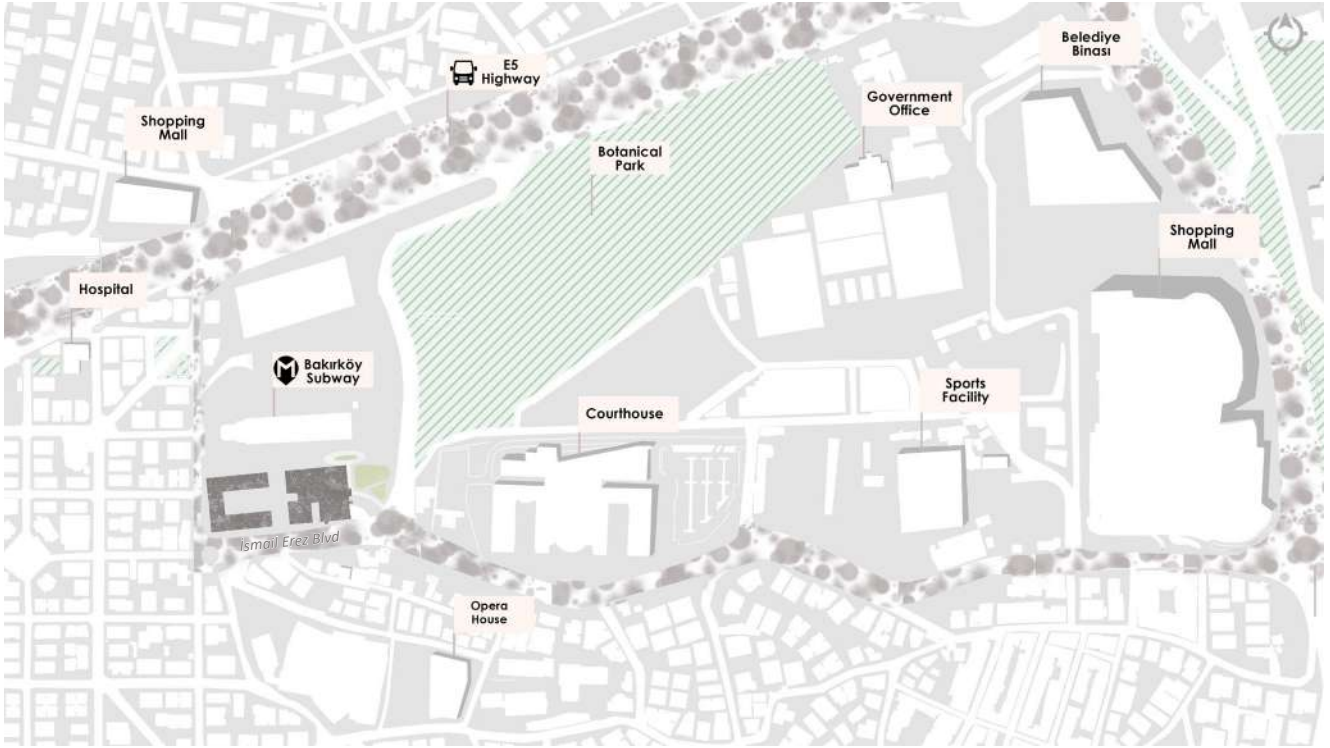 Belediye
Binası
E5
Highway
Government
Office
Shopping
Mall
Botanical
Park
Shopping
Mall
Hospital
M
Bakırköy
Subway
Sports
Facility
Courthouse
İsmail Erez Blvd
Opera
House